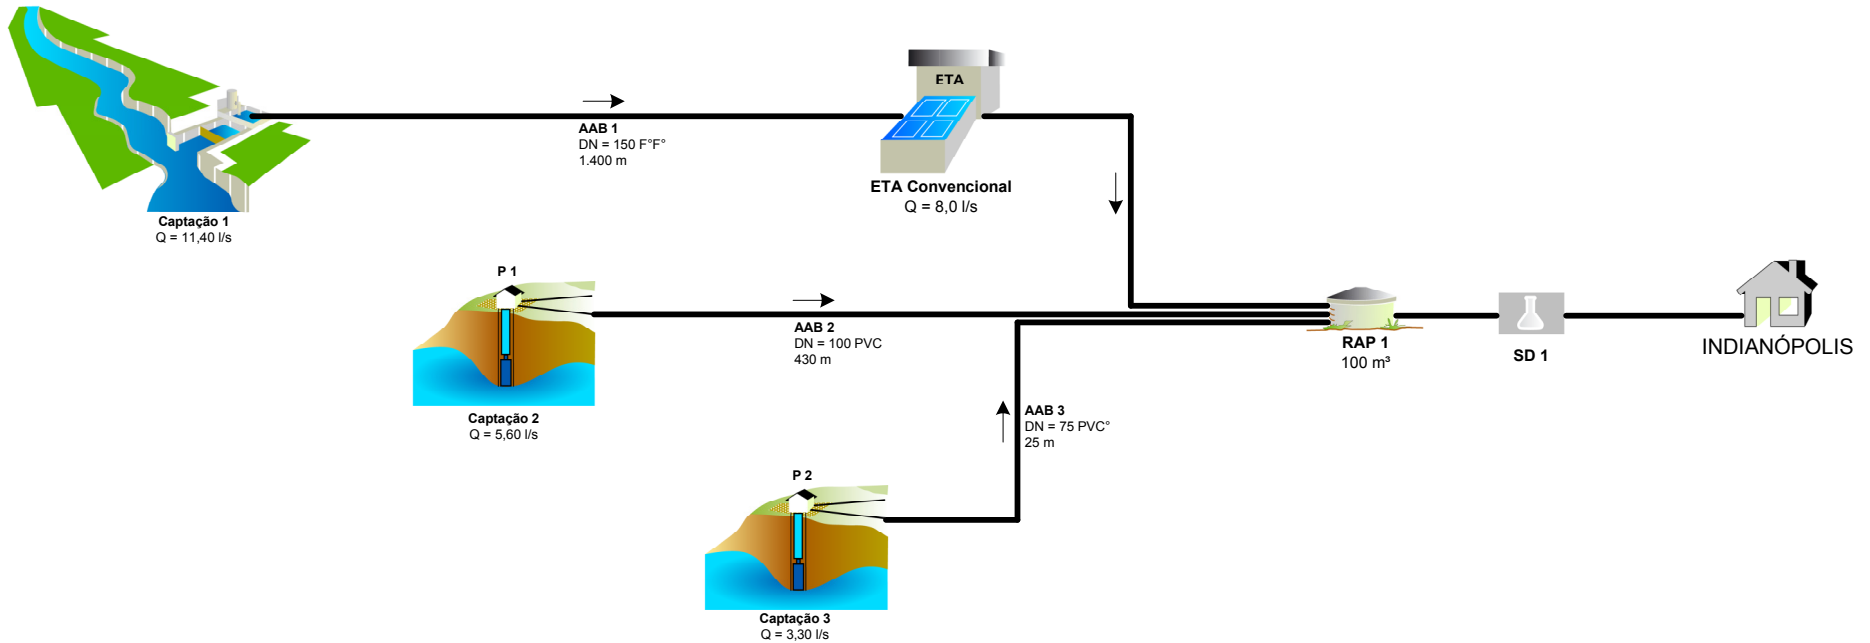 ETA
AAB 1
DN = 150 F°F°
1.400 m
ETA Convencional
Q = 8,0 l/s
Captação 1
Q = 11,40 l/s
P 1
AAB 2
DN = 100 PVC
430 m
RAP 1
100 m³
SD 1
INDIANÓPOLIS
Captação 2
Q = 5,60 l/s
AAB 3
DN = 75 PVC°
25 m
P 2
Captação 3
Q = 3,30 l/s